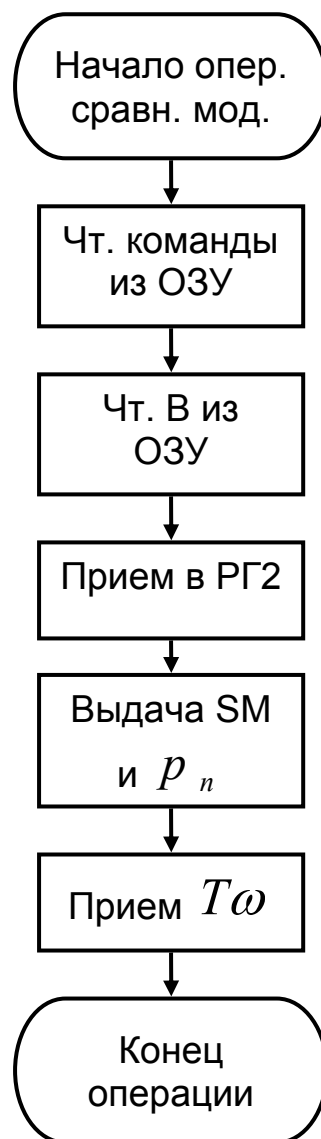 Начало опер.
сравн. мод.
Чт. команды
из ОЗУ
Чт. В из
ОЗУ
Прием в РГ2
Выдача SM
и p n
Прием Tω
Конец
операции